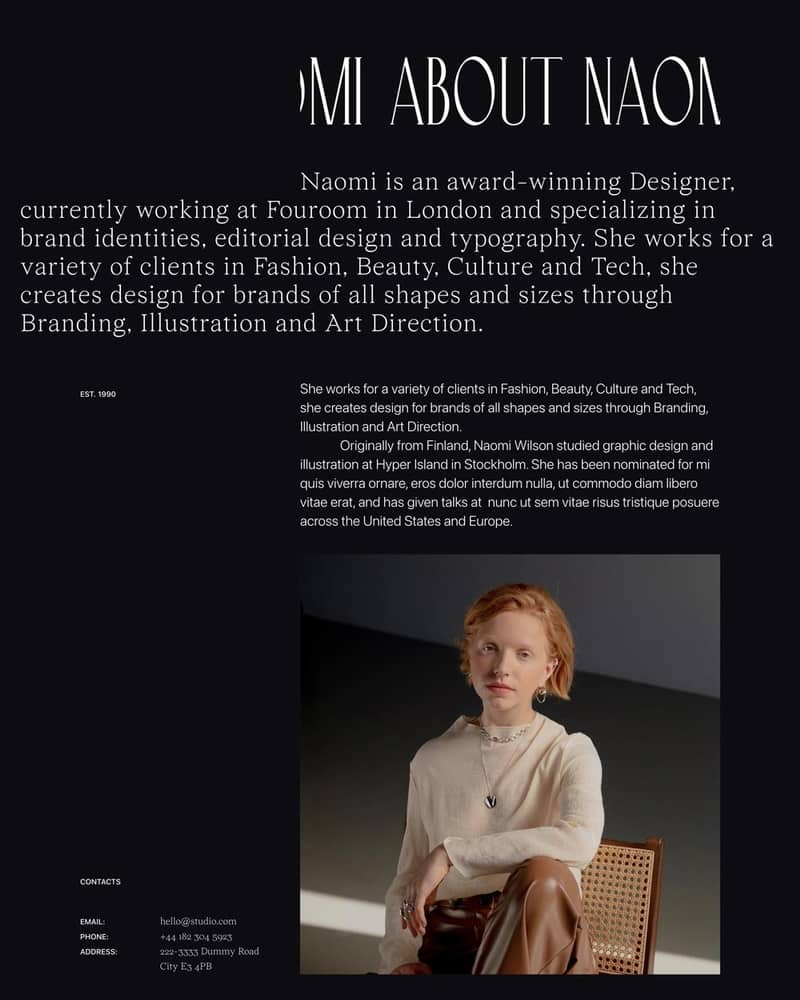 OMI ABOUT NAOM
Naomi is an award-winning Designer,
currently working at Fouroom in London and specializing in
brand identities, editorial design and typography. She works for a
variety of clients in Fashion, Beauty, Culture and Tech, she
creates design for brands of all shapes and sizes through
Branding, Illustration and Art Direction.
EST. 1990
She works for a variety of clients in Fashion, Beauty, Culture and Tech,
she creates design for brands of all shapes and sizes through Branding,
Illustration and Art Direction.
Originally from Finland, Naomi Wilson studied graphic design and
illustration at Hyper Island in Stockholm. She has been nominated for mi
quis viverra ornare, eros dolor interdum nulla, ut commodo diam libero
vitae erat, and has given talks at nunc ut sem vitae risus tristique posuere
across the United States and Europe.
CONTACTS
EMAIL: hello@studio.com
PHONE: +44 182 304 5923
ADDRESS: 222-3333 Dummy Road
City E3 4PB